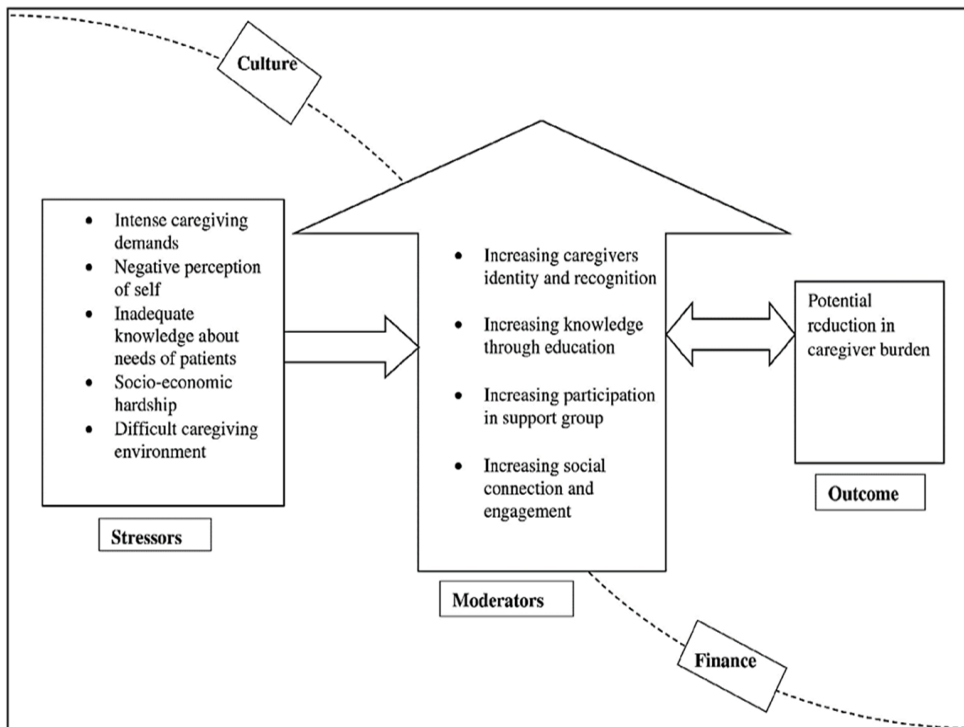 Culture
• Intense caregiving
demands
• Negative perception
of self
• Inadequate
knowledge about
needs of patients
• Socio-economic
hardship
• Difficult caregiving
environment
Stressors
• Increasing caregivers
identity and recognition
• Increasing knowledge
through education
• Increasing participation
in support group
• Increasing social
connection and
engagement
Moderators
Potential
reduction in
caregiver burden
Outcome
Finance